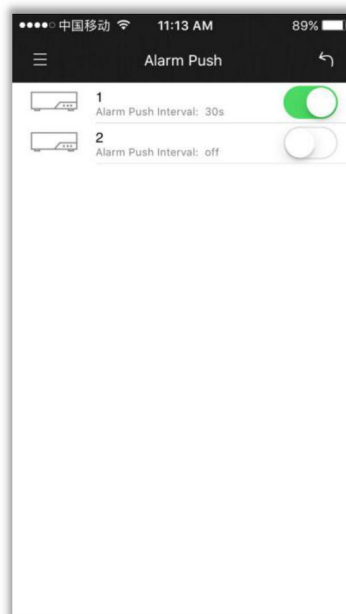 中国移动 11:13 AM 89%
Alarm Push
1
Alarm Push Interval: 30s
2
Alarm Push Interval: off